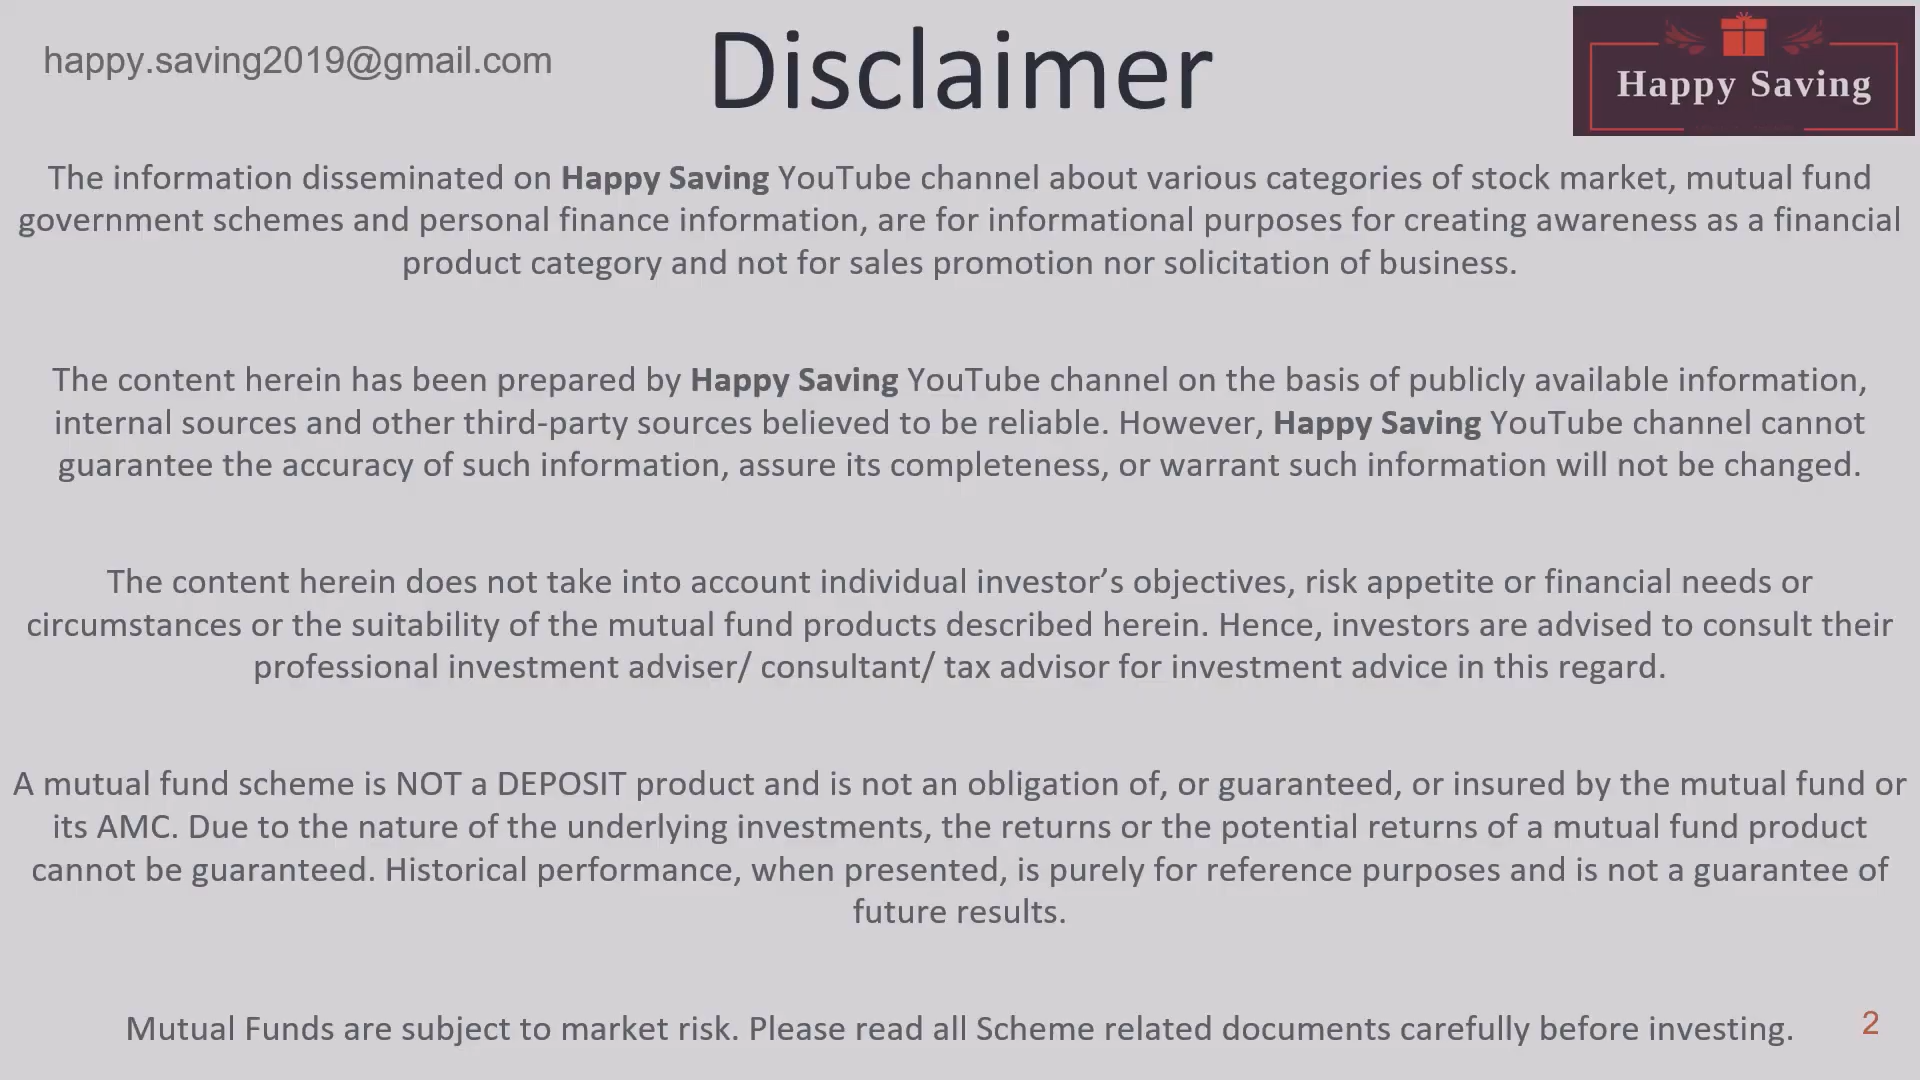 happy.saving2019@gmail.com
Disclaimer
Happy Saving
The information disseminated on Happy Saving YouTube channel about various categories of stock market, mutual fund
government schemes and personal finance information, are for informational purposes for creating awareness as a financial
product category and not for sales promotion nor solicitation of business.
The content herein has been prepared by Happy Saving YouTube channel on the basis of publicly available information,
internal sources and other third-party sources believed to be reliable. However, Happy Saving YouTube channel cannot
guarantee the accuracy of such information, assure its completeness, or warrant such information will not be changed.
The content herein does not take into account individual investor’s objectives, risk appetite or financial needs or
circumstances or the suitability of the mutual fund products described herein. Hence, investors are advised to consult their
professional investment adviser/ consultant/ tax advisor for investment advice in this regard.
A mutual fund scheme is NOT a DEPOSIT product and is not an obligation of, or guaranteed, or insured by the mutual fund or
its AMC. Due to the nature of the underlying investments, the returns or the potential returns of a mutual fund product
cannot be guaranteed. Historical performance, when presented, is purely for reference purposes and is not a guarantee of
future results.
Mutual Funds are subject to market risk. Please read all Scheme related documents carefully before investing.
2